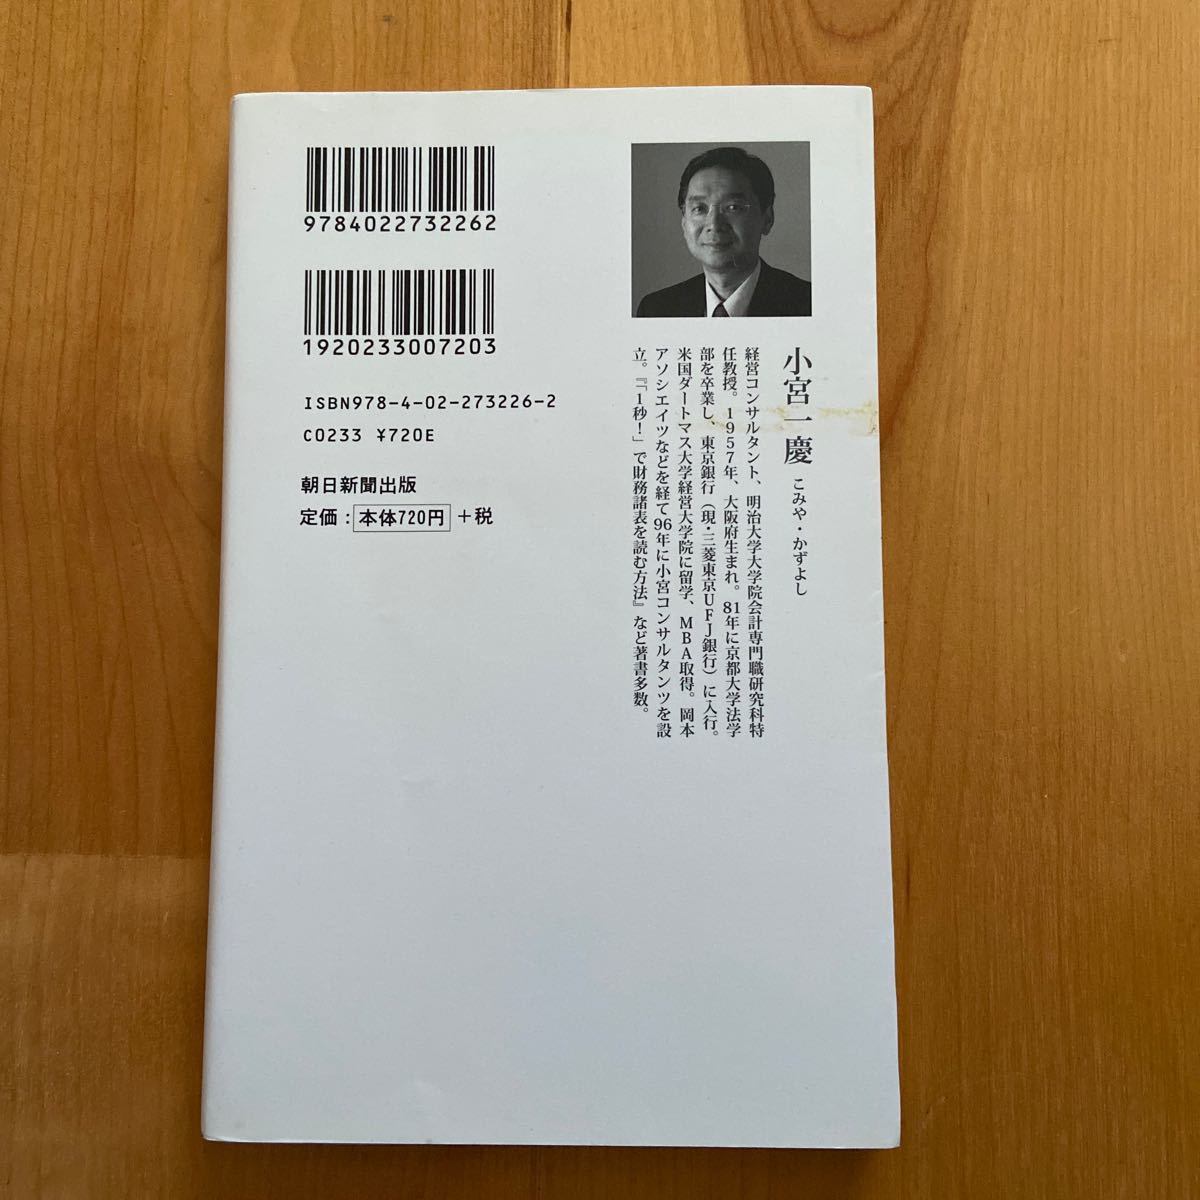 9784022732262
1920233007203
ISBN978-4-02-273226-2
C0233 ¥720E
朝日新聞出版
定価：本体720円＋税
小宮一慶 こみや・かずよし
経営コンサルタント、明治大学大学院会計専門職研究科特
任教授。1957年、大阪府生まれ。81年に京都大学法学
部を卒業し、東京銀行（現・三菱東京UFJ銀行）に入行。
米国ダートマス大学経営大学院に留学、MBA取得。岡本
アソシエイツなどを経て96年に小宮コンサルタンツを設
立。『「1秒！」で財務諸表を読む方法』など著書多数。